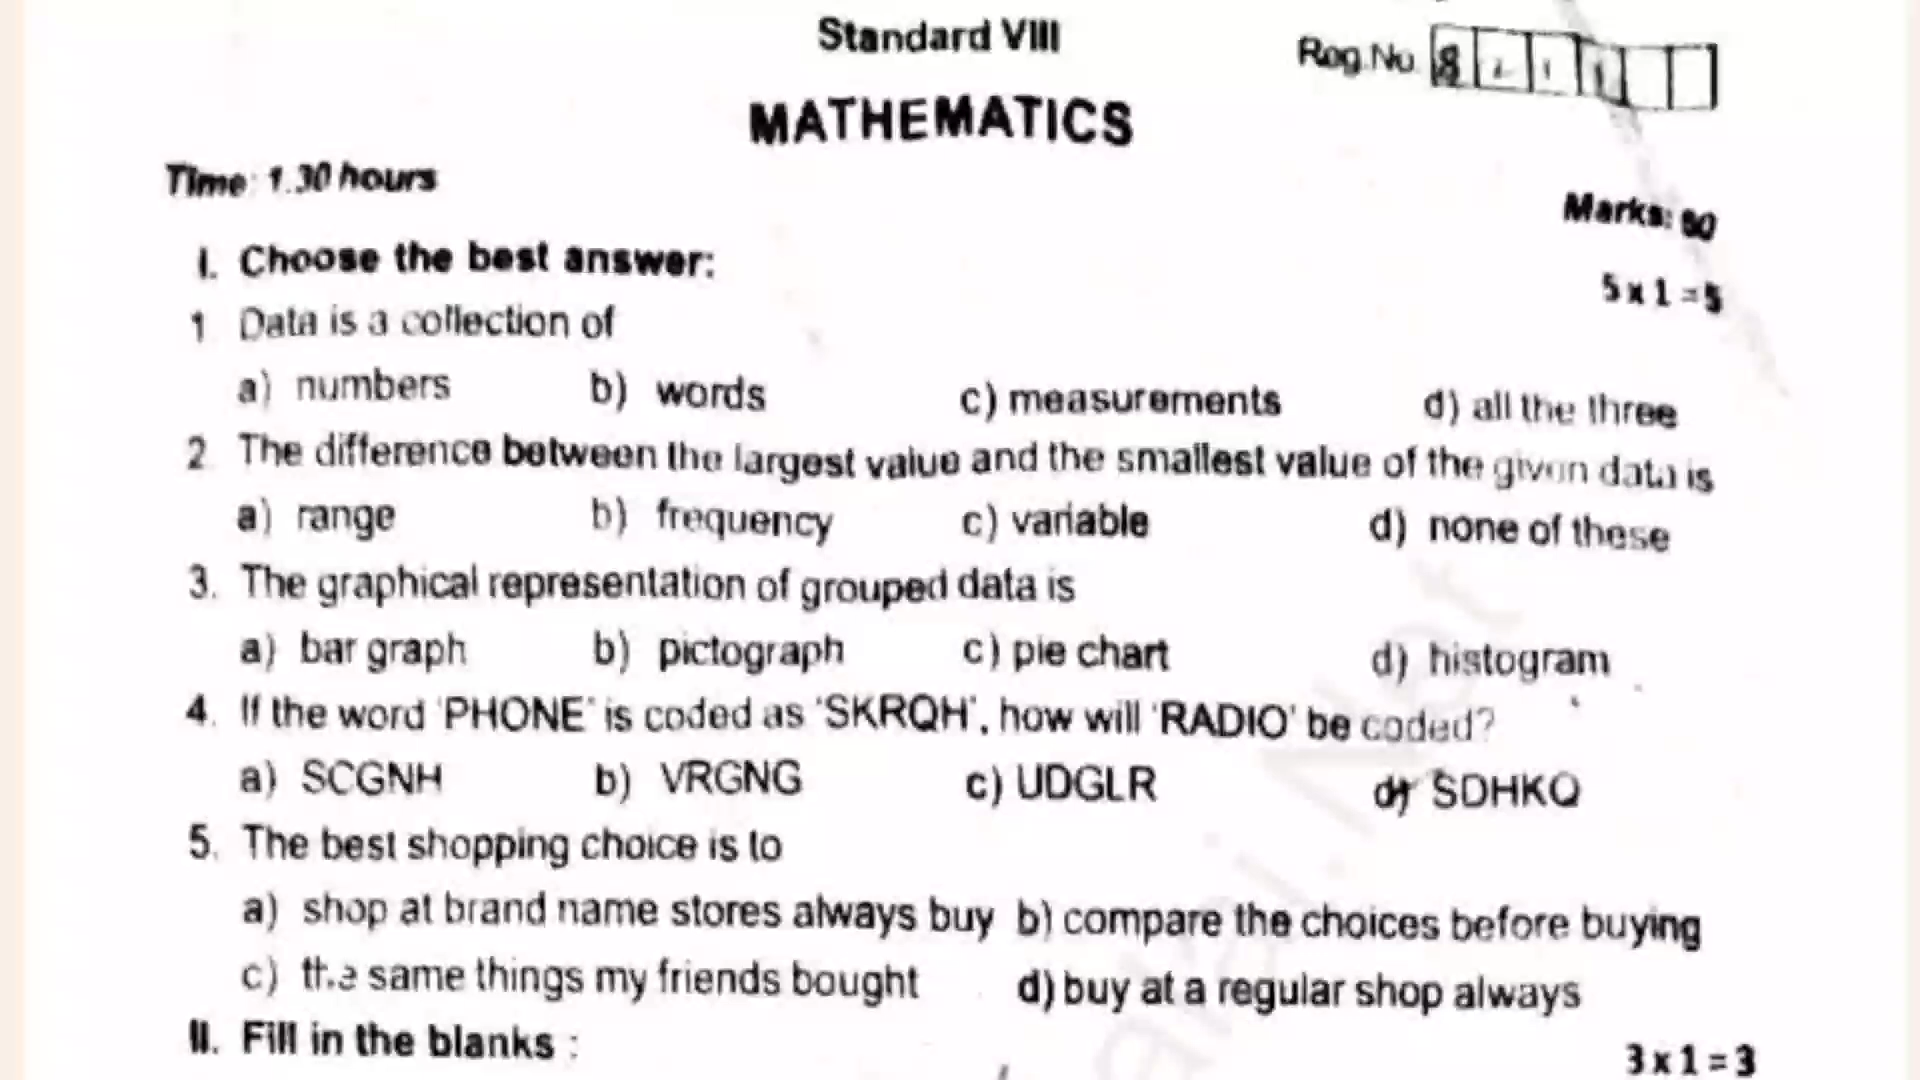 Standard VIII
Reg.No. 8 1 1 1
MATHEMATICS
Time: 1.30 hours
Marks: 50
I. Choose the best answer:
5 x 1 = 5
1 Data is a collection of
a) numbers b) words c) measurements d) all the three
2 The difference between the largest value and the smallest value of the given data is
a) range b) frequency c) variable d) none of these
3. The graphical representation of grouped data is
a) bar graph b) pictograph c) pie chart d) histogram
4. If the word 'PHONE' is coded as 'SKRQH', how will 'RADIO' be coded?
a) SCGNH b) VRGNG c) UDGLR d) SDHKQ
5. The best shopping choice is to
a) shop at brand name stores always buy b) compare the choices before buying
c) the same things my friends bought d) buy at a regular shop always
II. Fill in the blanks :
3 x 1 = 3